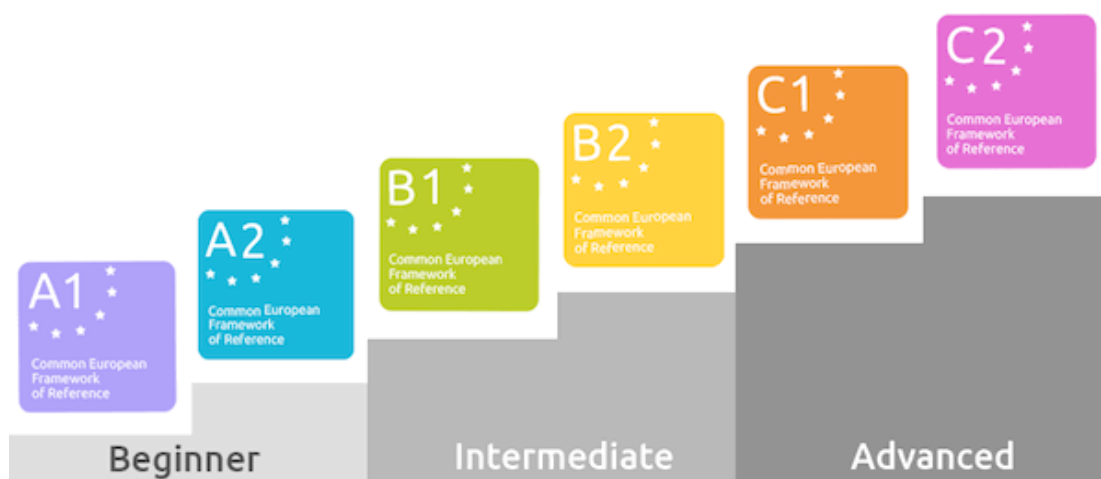 A1
Common European
Framework
of Reference
A2
Common European
Framework
of Reference
B1
Common European
Framework
of Reference
B2
Common European
Framework
of Reference
C1
Common European
Framework
of Reference
C2
Common European
Framework
of Reference
Beginner
Intermediate
Advanced